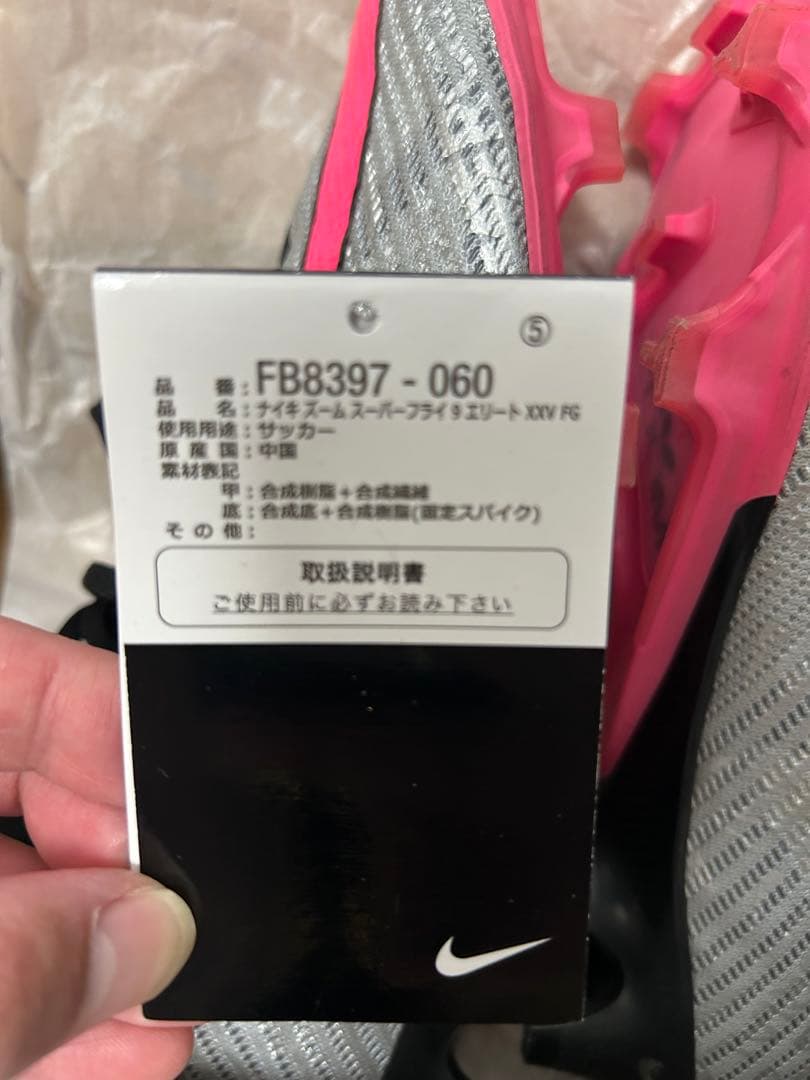 ⑤
品 番:FB8397-060
品 名:ナイキ ズーム スーパーフライ 9 エリート XXV FG
使用用途:サッカー
原産国:中国
素材表記
甲:合成樹脂+合成繊維
底:合成底+合成樹脂(固定スパイク)
その他:
取扱説明書
ご使用前に必ずお読み下さい